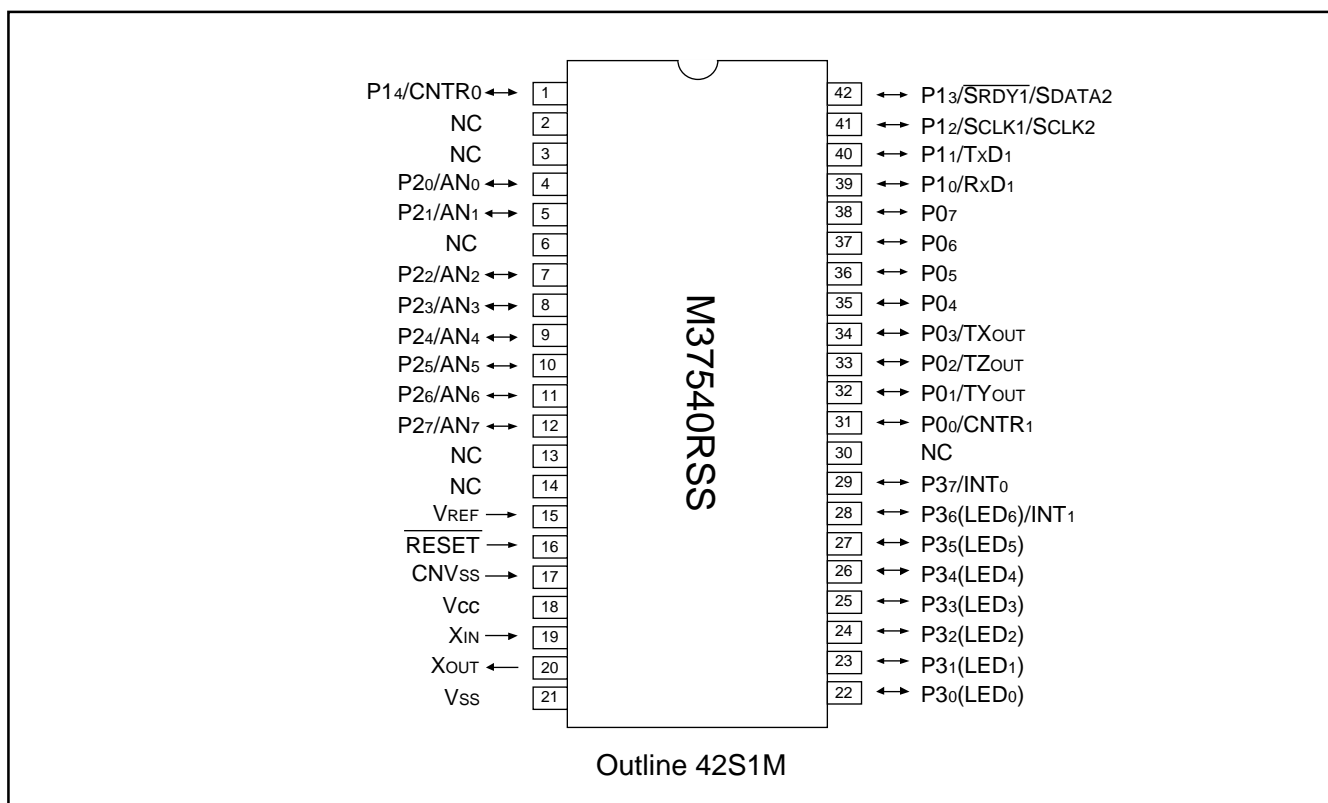 P14/CNTR0 1
NC 2
NC 3
P20/AN0 4
P21/AN1 5
NC 6
P22/AN2 7
P23/AN3 8
P24/AN4 9
P25/AN5 10
P26/AN6 11
P27/AN7 12
NC 13
NC 14
VREF 15
RESET 16
CNVSS 17
Vcc 18
XIN 19
XOUT 20
VSS 21
M37540RSS
42 P13/SRDY1/SDATA2
41 P12/SCLK1/SCLK2
40 P11/TXD1
39 P10/RXD1
38 P07
37 P06
36 P05
35 P04
34 P03/TXOUT
33 P02/TZOUT
32 P01/TYOUT
31 P00/CNTR1
30 NC
29 P37/INT0
28 P36(LED6)/INT1
27 P35(LED5)
26 P34(LED4)
25 P33(LED3)
24 P32(LED2)
23 P31(LED1)
22 P30(LED0)
Outline 42S1M